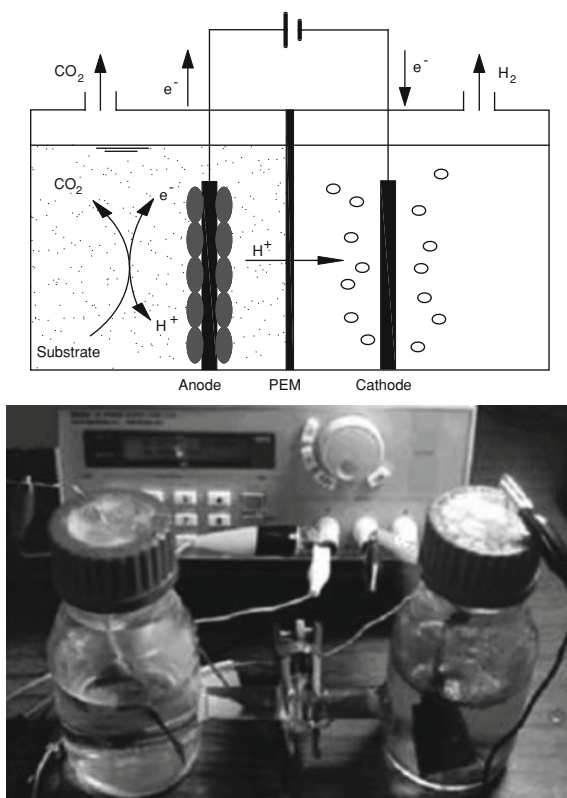 CO2
e-
e-
H2
CO2
e-
H+
H+
Substrate
Anode PEM Cathode